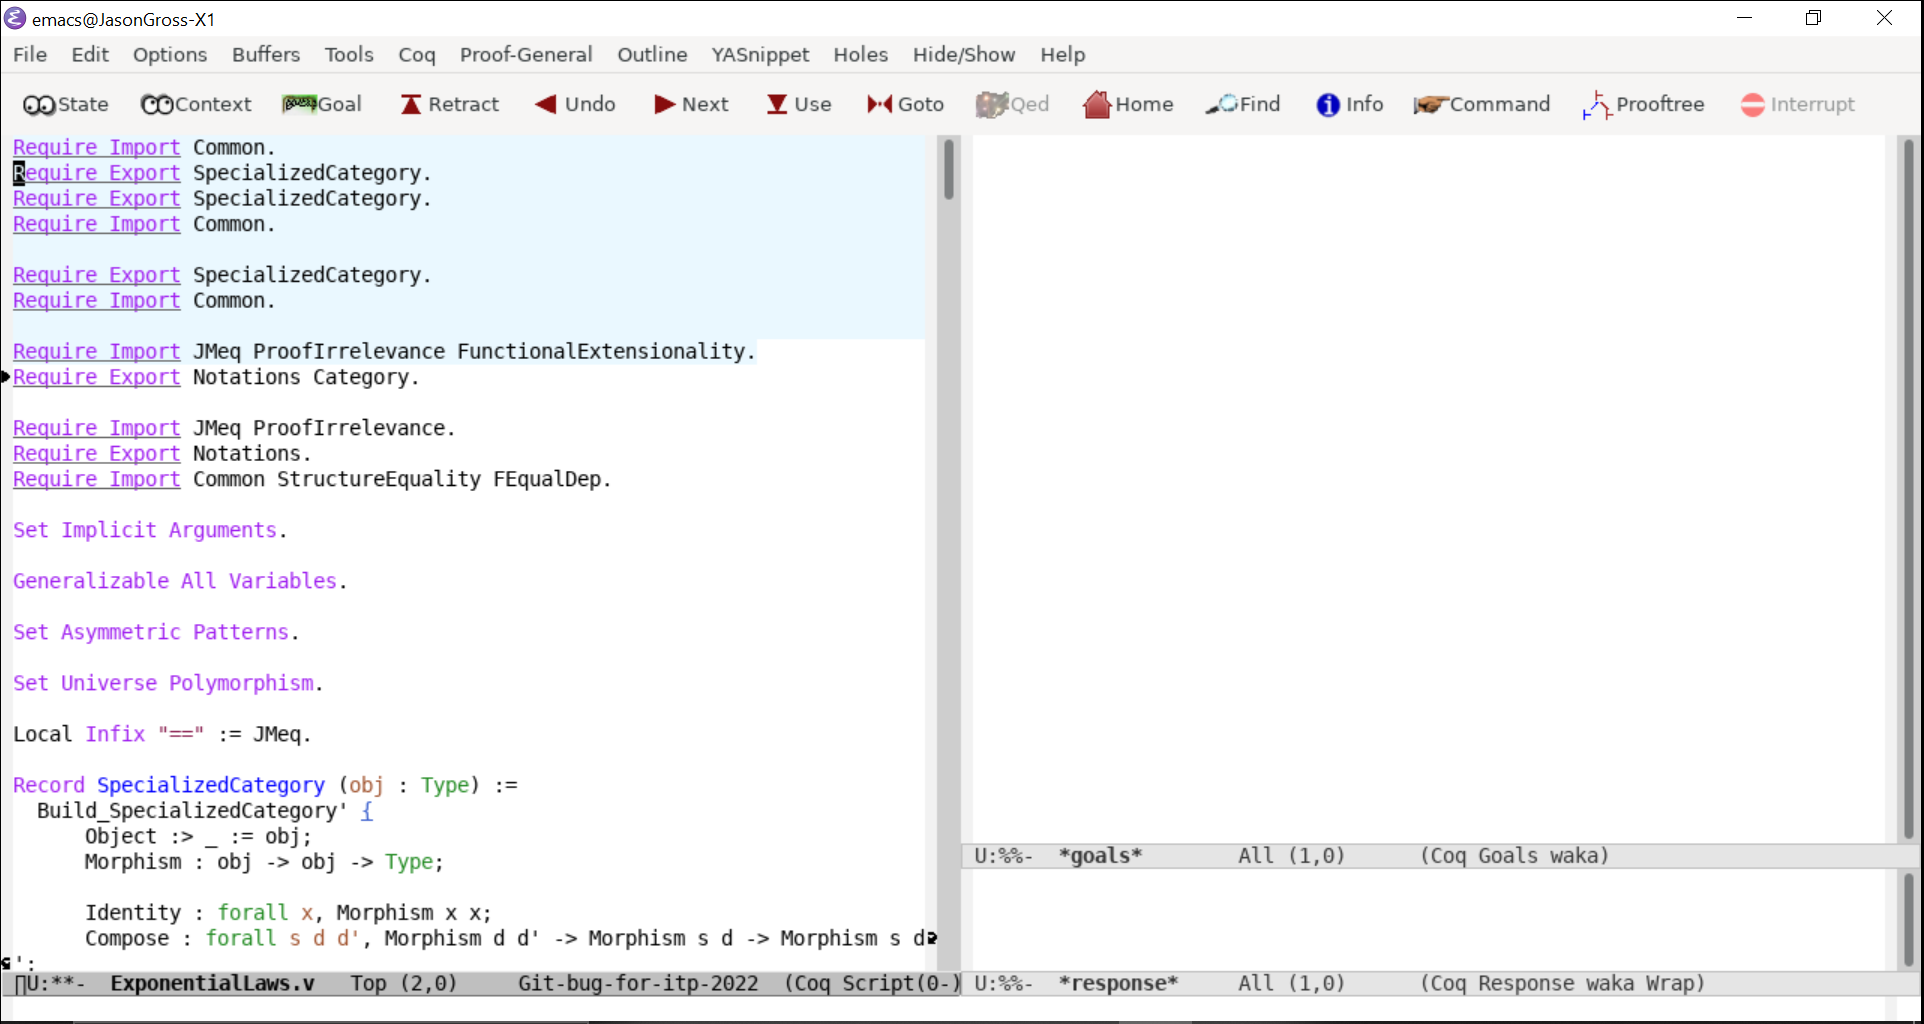 emacs@JasonGross-X1
File Edit Options Buffers Tools Coq Proof-General Outline YASnippet Holes Hide/Show Help
State Context Goal Retract Undo Next Use Goto Qed Home Find Info Command Prooftree Interrupt
Require Import Common.
Require Export SpecializedCategory.
Require Export SpecializedCategory.
Require Import Common.
Require Export SpecializedCategory.
Require Import Common.
Require Import JMeq ProofIrrelevance FunctionalExtensionality.
Require Export Notations Category.
Require Import JMeq ProofIrrelevance.
Require Export Notations.
Require Import Common StructureEquality FEqualDep.
Set Implicit Arguments.
Generalizable All Variables.
Set Asymmetric Patterns.
Set Universe Polymorphism.
Local Infix "==" := JMeq.
Record SpecializedCategory (obj : Type) :=
Build_SpecializedCategory' {
Object :> _ := obj;
Morphism : obj -> obj -> Type;
Identity : forall x, Morphism x x;
Compose : forall s d d', Morphism d d' -> Morphism s d -> Morphism s d
';
U:**- ExponentialLaws.v Top (2,0) Git-bug-for-itp-2022 (Coq Script(0-)
U:%%- *goals* All (1,0) (Coq Goals waka)
U:%%- *response* All (1,0) (Coq Response waka Wrap)